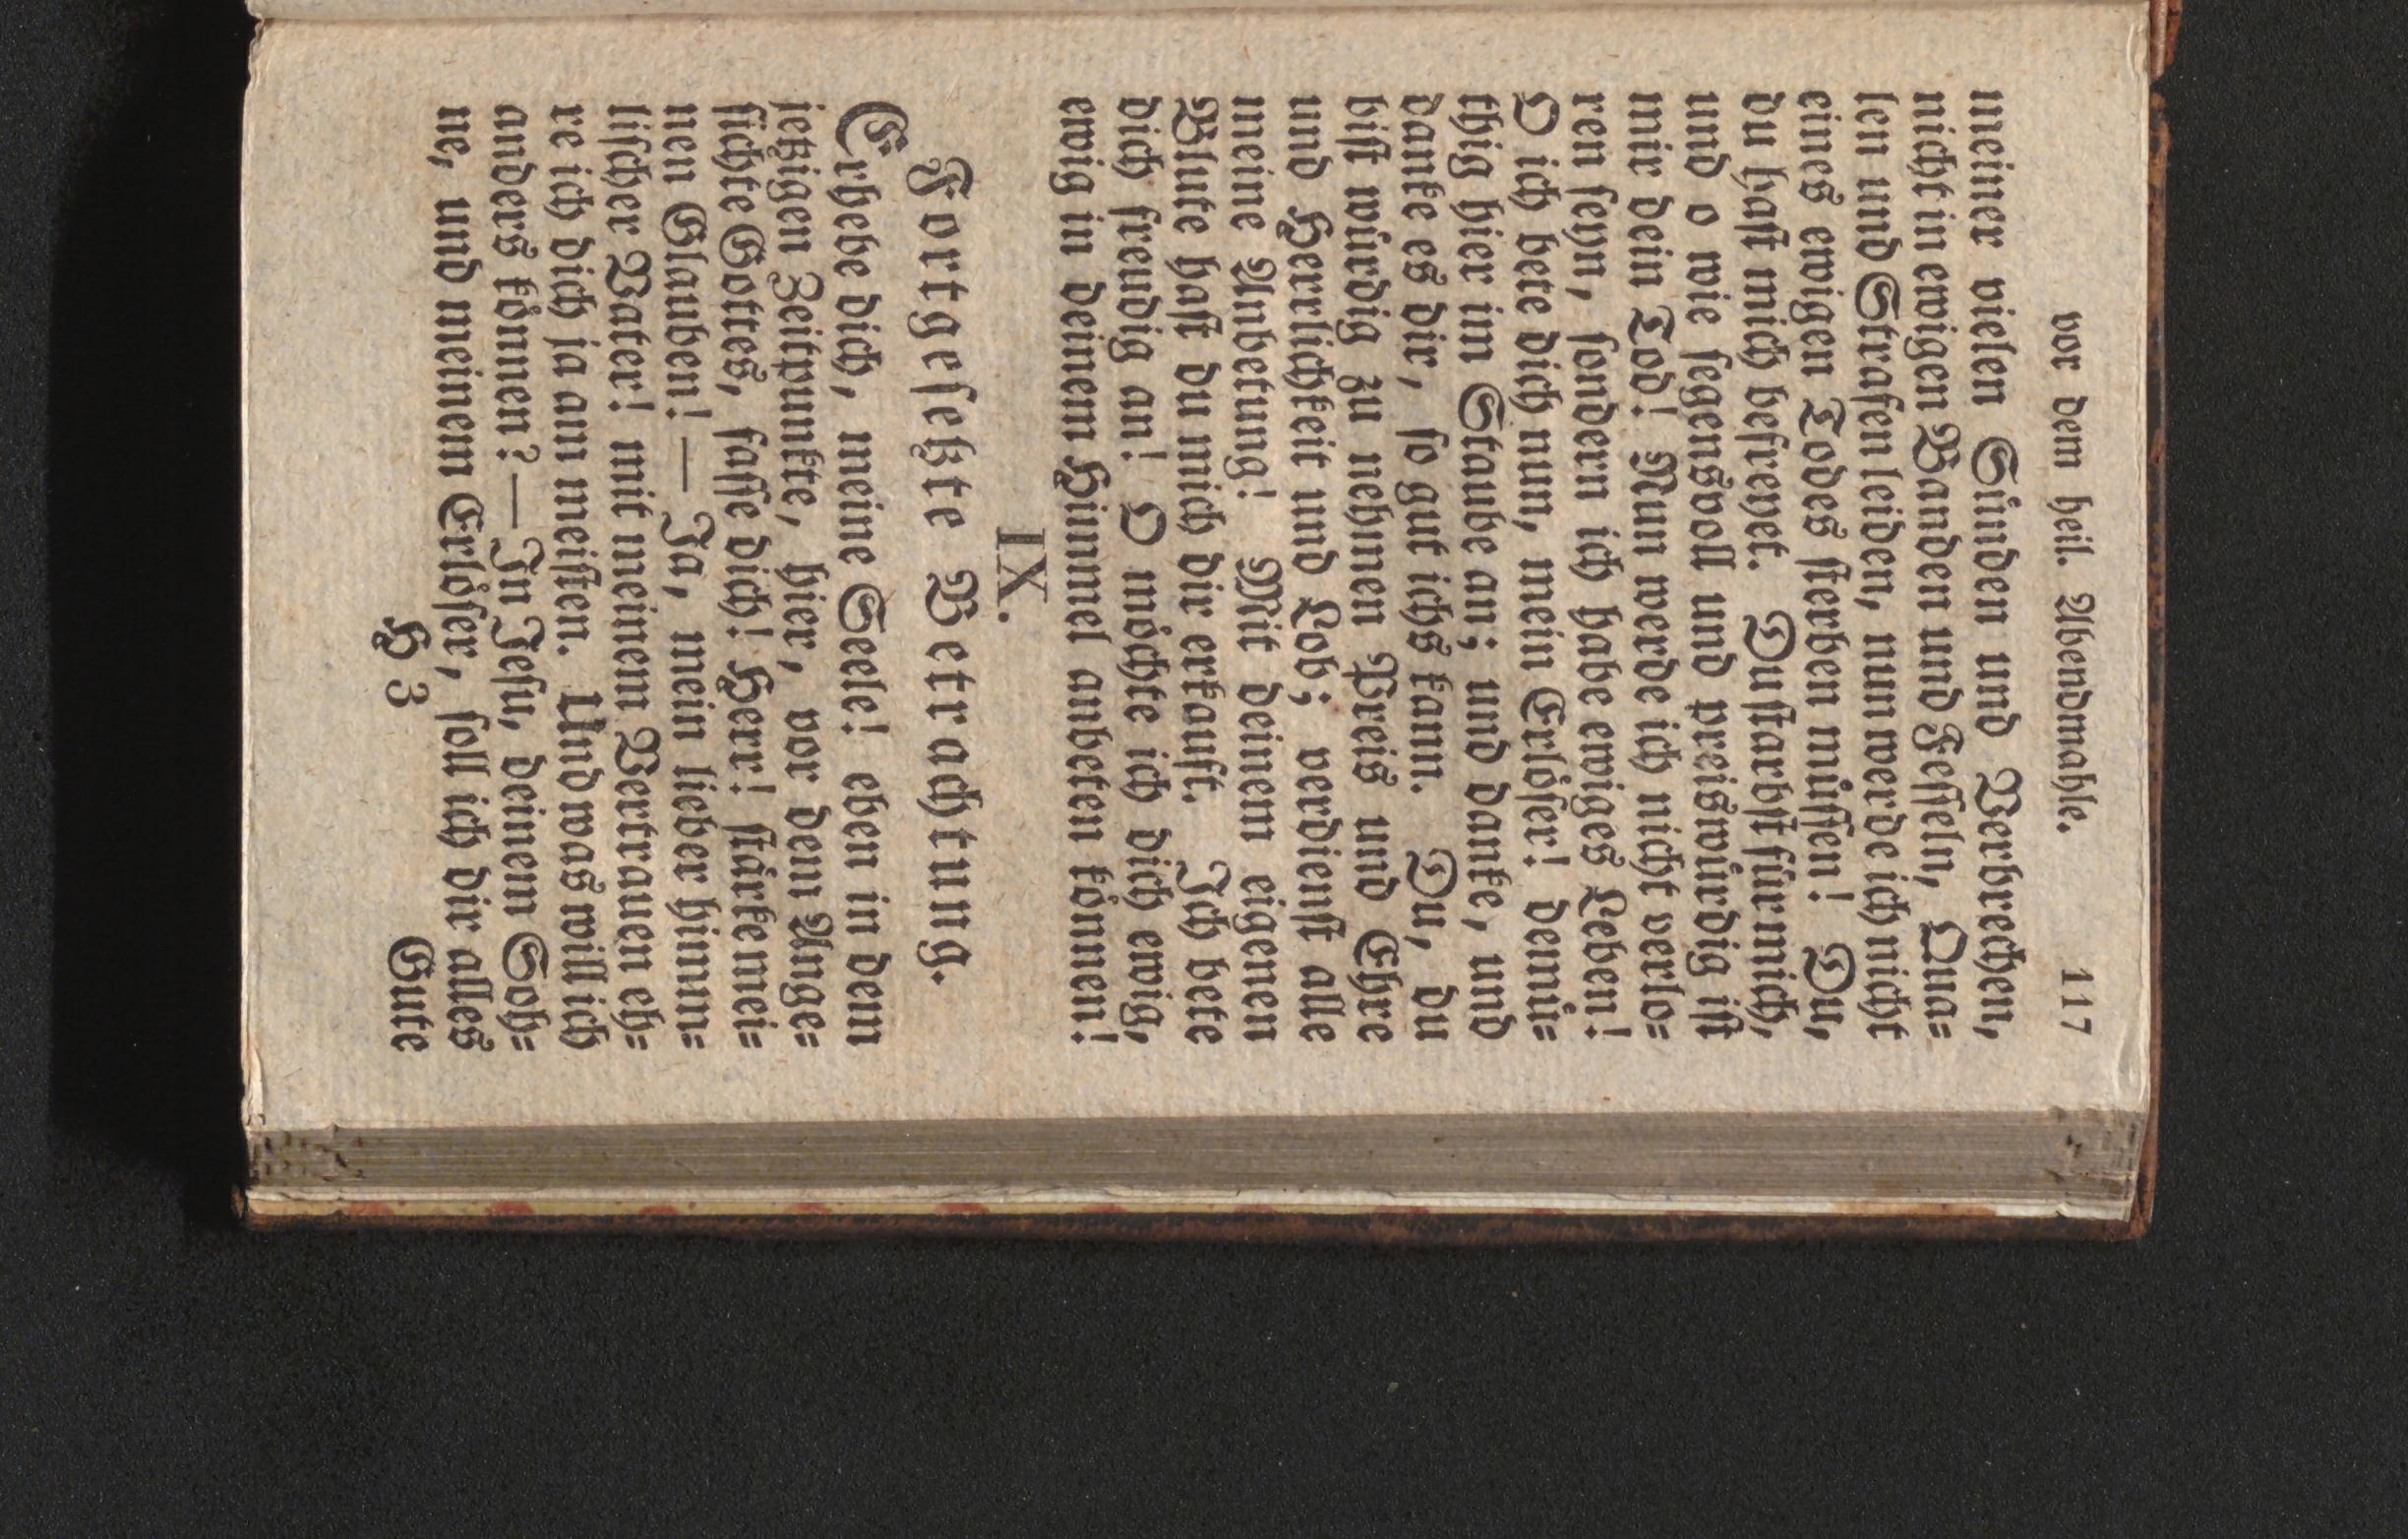 vor dem heil. Abendmahle. 117
meiner vielen Sünden und Verbrechen,
nicht in ewigen Banden und Fesseln, Qua=
len und Strafen leiden, nun werde ich nicht
eines ewigen Todes sterben müssen! Du,
du hast mich befreyet. Du starbst für mich,
und o wie segensvoll und preiswürdig ist
mir dein Tod! Nun werde ich nicht verlo=
ren seyn, sondern ich habe ewiges Leben!
O ich bete dich nun, mein Erlöser! demü=
thig hier im Staube an; und danke, und
danke es dir, so gut ichs kann. Du, du
bist würdig zu nehmen Preis und Ehre
und Herrlichkeit und Lob; verdienst alle
meine Anbetung! Mit deinem eigenen
Blute hast du mich dir erkauft. Ich bete
dich freudig an! O möchte ich dich ewig,
ewig in deinem Himmel anbeten können!
IX.
Fortgesetzte Betrachtung.
Erhebe dich, meine Seele! eben in dem
jetzigen Zeitpunkte, hier, vor dem Ange=
sichte Gottes, fasse dich! Herr! stärke mei=
nen Glauben! — Ja, mein lieber himm=
lischer Vater! mit meinem Vertrauen eh=
re ich dich ja am meisten. Und was will ich
anders können? — In Jesu, deinem Soh=
ne, und meinem Erlöser, soll ich dir alles
H 3 Gute